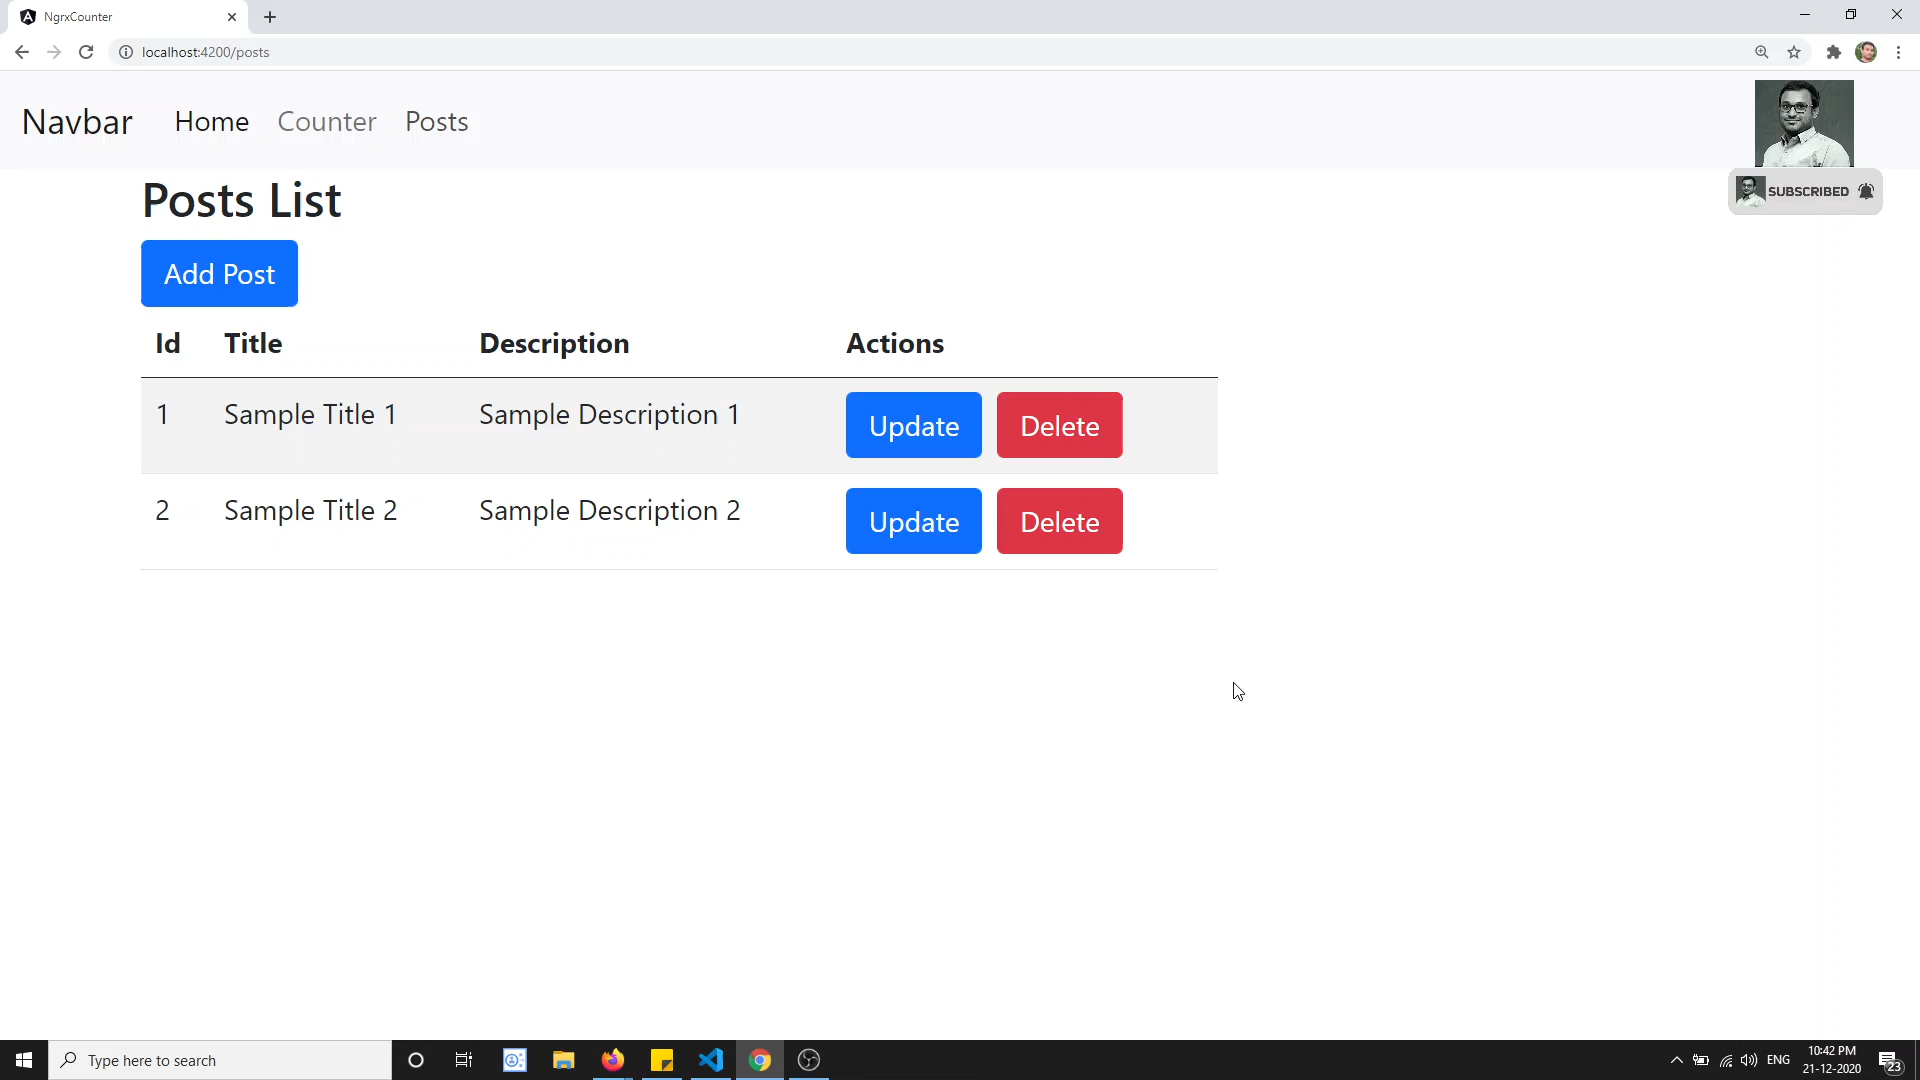 NgrxCounter
localhost:4200/posts
Navbar Home Counter Posts
SUBSCRIBED
Posts List
Add Post
Id Title Description Actions
1 Sample Title 1 Sample Description 1 Update Delete
2 Sample Title 2 Sample Description 2 Update Delete
Type here to search
ENG
10:42 PM
21-12-2020
23